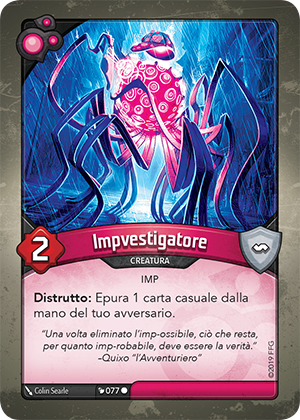 Impvestigatore
CREATURA
2
IMP
Distrutto: Epura 1 carta casuale dalla
mano del tuo avversario.
“Una volta eliminato l’imp-ossibile, ciò che resta,
per quanto imp-robabile, deve essere la verità.”
-Quixo “l’Avventuriero”
Colin Searle
077
©2019 FFG